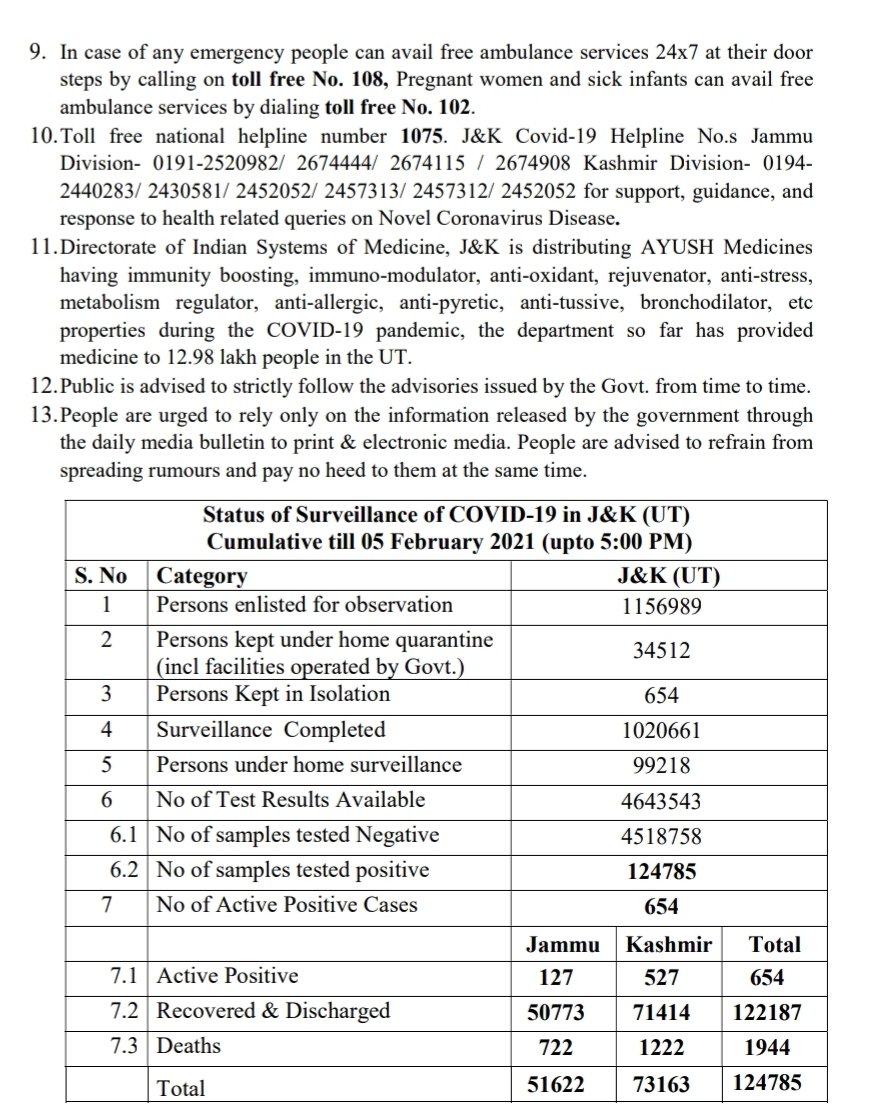 9. In case of any emergency people can avail free ambulance services 24x7 at their door
steps by calling on toll free No. 108, Pregnant women and sick infants can avail free
ambulance services by dialing toll free No. 102.
10.Toll free national helpline number 1075. J&K Covid-19 Helpline No.s Jammu
Division- 0191-2520982/ 2674444/ 2674115 / 2674908 Kashmir Division- 0194-
2440283/ 2430581/ 2452052/ 2457313/ 2457312/ 2452052 for support, guidance, and
response to health related queries on Novel Coronavirus Disease.
11.Directorate of Indian Systems of Medicine, J&K is distributing AYUSH Medicines
having immunity boosting, immuno-modulator, anti-oxidant, rejuvenator, anti-stress,
metabolism regulator, anti-allergic, anti-pyretic, anti-tussive, bronchodilator, etc
properties during the COVID-19 pandemic, the department so far has provided
medicine to 12.98 lakh people in the UT.
12.Public is advised to strictly follow the advisories issued by the Govt. from time to time.
13.People are urged to rely only on the information released by the government through
the daily media bulletin to print & electronic media. People are advised to refrain from
spreading rumours and pay no heed to them at the same time.
Status of Surveillance of COVID-19 in J&K (UT)
Cumulative till 05 February 2021 (upto 5:00 PM)
S. No Category J&K (UT)
1 Persons enlisted for observation 1156989
2 Persons kept under home quarantine
(incl facilities operated by Govt.) 34512
3 Persons Kept in Isolation 654
4 Surveillance Completed 1020661
5 Persons under home surveillance 99218
6 No of Test Results Available 4643543
6.1 No of samples tested Negative 4518758
6.2 No of samples tested positive 124785
7 No of Active Positive Cases 654
Jammu Kashmir Total
7.1 Active Positive 127 527 654
7.2 Recovered & Discharged 50773 71414 122187
7.3 Deaths 722 1222 1944
Total 51622 73163 124785